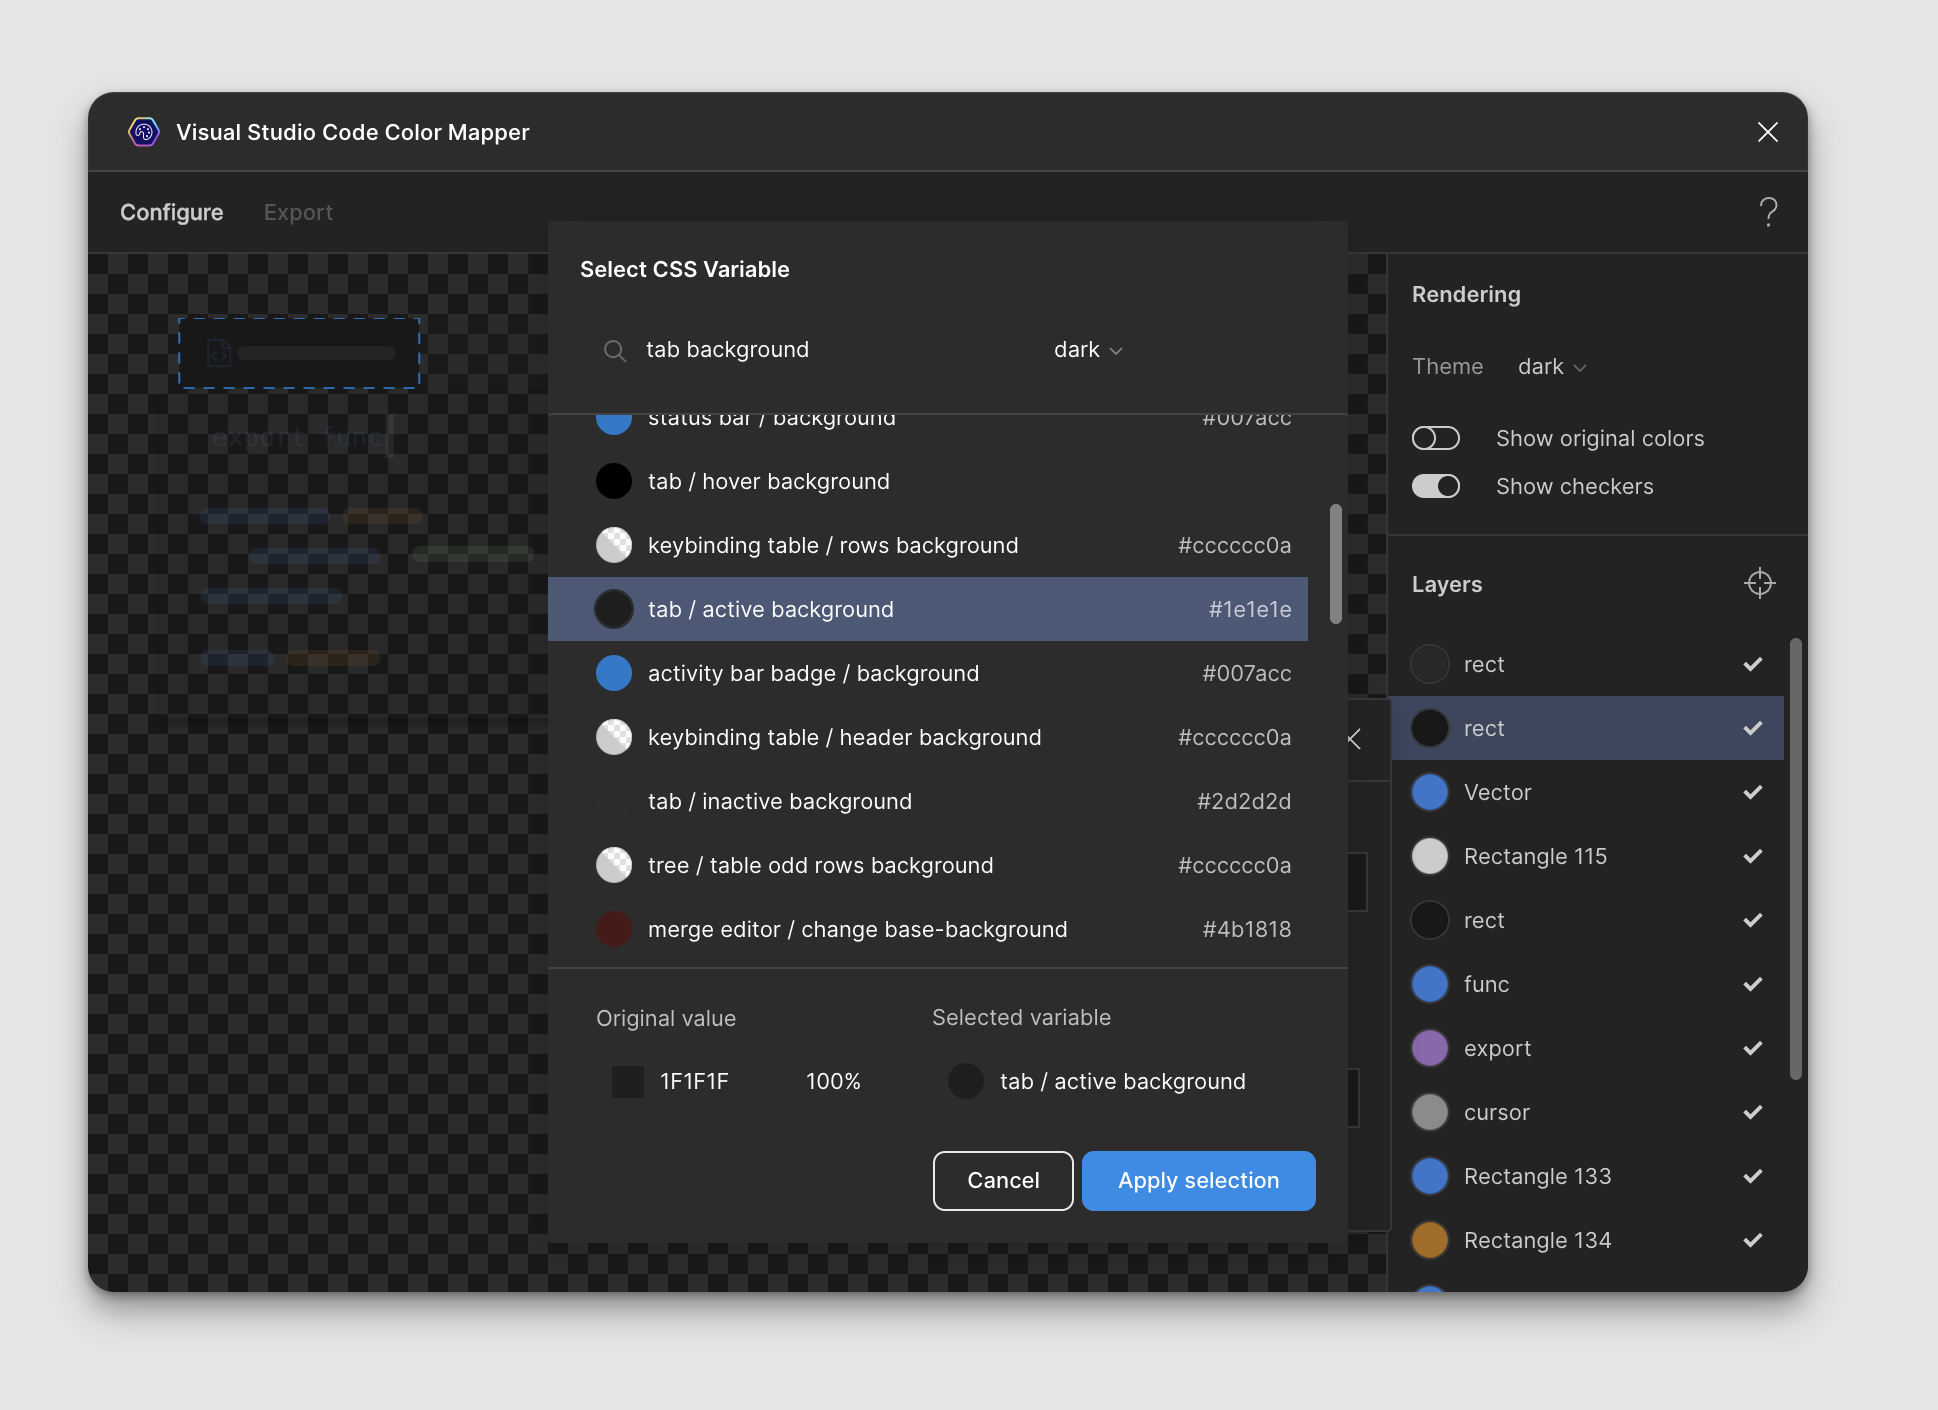 Visual Studio Code Color Mapper
Configure
Export
?
Select CSS Variable
tab background
dark
status bar / background
#007acc
tab / hover background
keybinding table / rows background
#cccccc0a
tab / active background
#1e1e1e
activity bar badge / background
#007acc
keybinding table / header background
#cccccc0a
tab / inactive background
#2d2d2d
tree / table odd rows background
#cccccc0a
merge editor / change base-background
#4b1818
Original value
Selected variable
1F1F1F
100%
tab / active background
Cancel
Apply selection
export func
Rendering
Theme
dark
Show original colors
Show checkers
Layers
rect
rect
Vector
Rectangle 115
rect
func
export
cursor
Rectangle 133
Rectangle 134